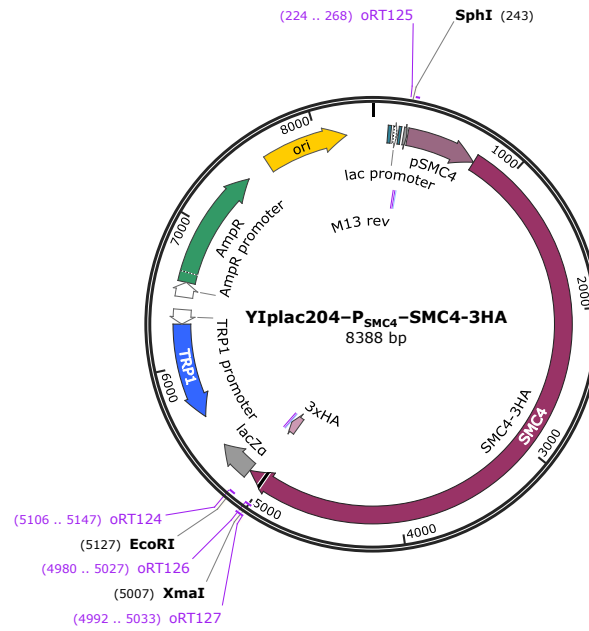 (224 .. 268) oRT125
SphI (243)
8000
ori
1000
pSMC4
lac promoter
M13 rev
7000
AmpR
AmpR promoter
2000
YIplac204–PSMC4–SMC4-3HA
8388 bp
TRP1 promoter
TRP1
6000
3xHA
SMC4-3HA
SMC4
lacZα
3000
5000
4000
(5106 .. 5147) oRT124
(5127) EcoRI
(4980 .. 5027) oRT126
(5007) XmaI
(4992 .. 5033) oRT127